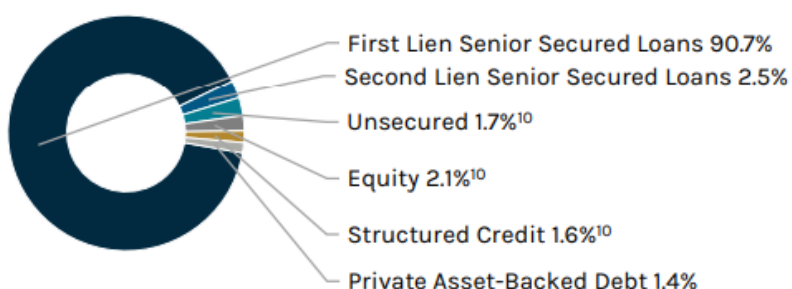 First Lien Senior Secured Loans 90.7%
Second Lien Senior Secured Loans 2.5%
Unsecured 1.7%¹⁰
Equity 2.1%¹⁰
Structured Credit 1.6%¹⁰
Private Asset-Backed Debt 1.4%